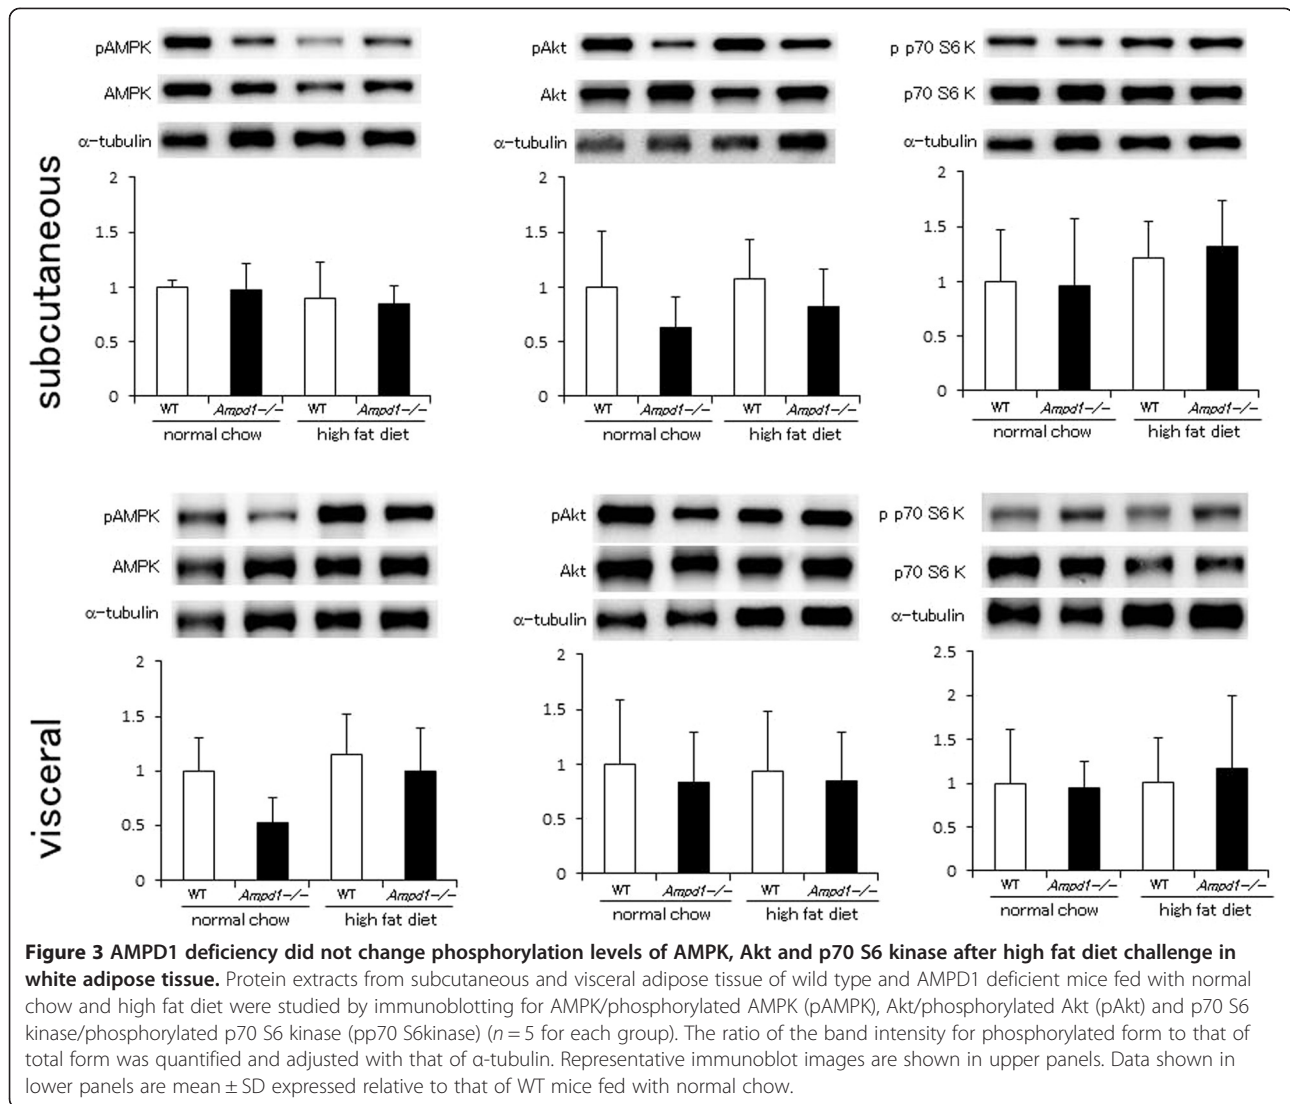 subcutaneous
pAMPK
AMPK
α-tubulin
2
1.5
1
0.5
0
WT Ampd1-/- WT Ampd1-/-
normal chow high fat diet
pAkt
Akt
α-tubulin
2
1.5
1
0.5
0
WT Ampd1-/- WT Ampd1-/-
normal chow high fat diet
p p70 S6 K
p70 S6 K
α-tubulin
2
1.5
1
0.5
0
WT Ampd1-/- WT Ampd1-/-
normal chow high fat diet
visceral
pAMPK
AMPK
α-tubulin
2
1.5
1
0.5
0
WT Ampd1-/- WT Ampd1-/-
normal chow high fat diet
pAkt
Akt
α-tubulin
2
1.5
1
0.5
0
WT Ampd1-/- WT Ampd1-/-
normal chow high fat diet
p p70 S6 K
p70 S6 K
α-tubulin
2.5
2
1.5
1
0.5
0
WT Ampd1-/- WT Ampd1-/-
normal chow high fat diet
Figure 3 AMPD1 deficiency did not change phosphorylation levels of AMPK, Akt and p70 S6 kinase after high fat diet challenge in
white adipose tissue. Protein extracts from subcutaneous and visceral adipose tissue of wild type and AMPD1 deficient mice fed with normal
chow and high fat diet were studied by immunoblotting for AMPK/phosphorylated AMPK (pAMPK), Akt/phosphorylated Akt (pAkt) and p70 S6
kinase/phosphorylated p70 S6 kinase (pp70 S6kinase) (n = 5 for each group). The ratio of the band intensity for phosphorylated form to that of
total form was quantified and adjusted with that of α-tubulin. Representative immunoblot images are shown in upper panels. Data shown in
lower panels are mean ± SD expressed relative to that of WT mice fed with normal chow.